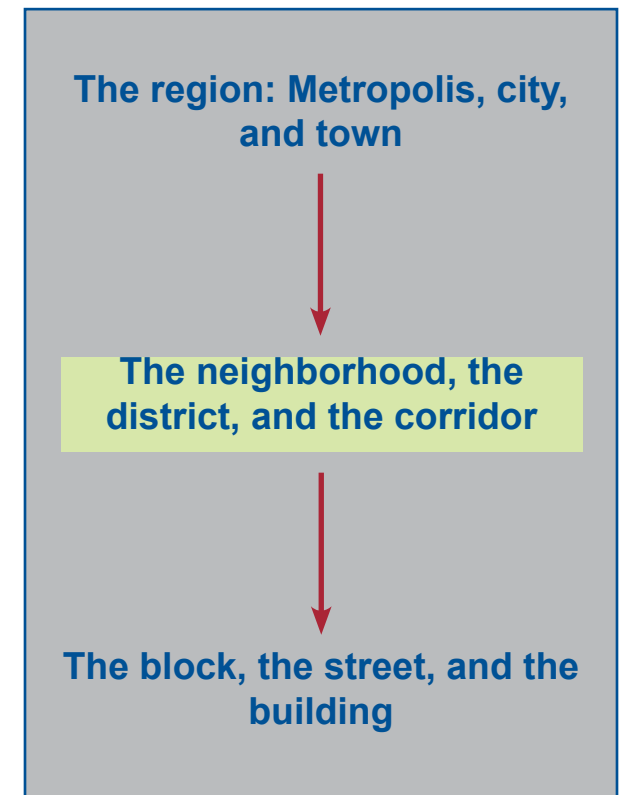 The region: Metropolis, city,
and town
The neighborhood, the
district, and the corridor
The block, the street, and the
building